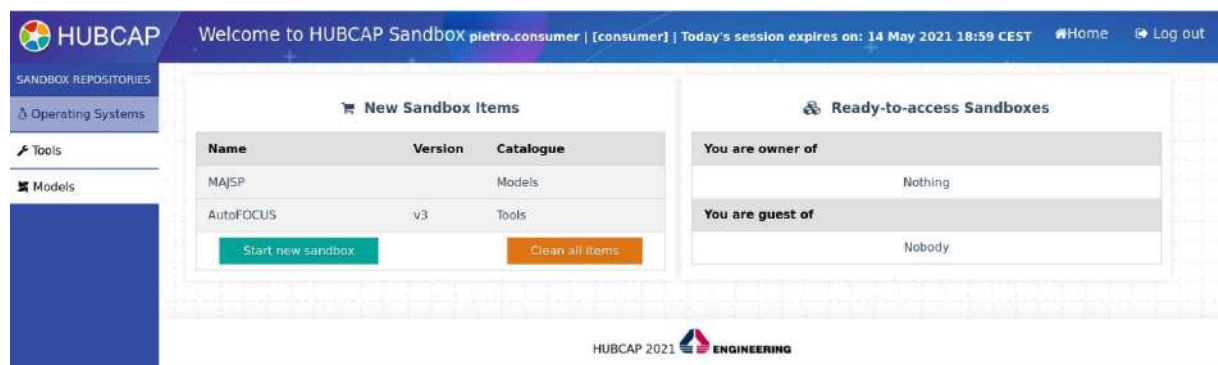 HUBCAP
Welcome to HUBCAP Sandbox pietro.consumer | [consumer] | Today's session expires on: 14 May 2021 18:59 CEST
Home
Log out
SANDBOX REPOSITORIES
Operating Systems
Tools
Models
New Sandbox Items
Name Version Catalogue
MAJSP Models
AutoFOCUS v3 Tools
Start new sandbox
Clean all items
Ready-to-access Sandboxes
You are owner of
Nothing
You are guest of
Nobody
HUBCAP 2021 ENGINEERING